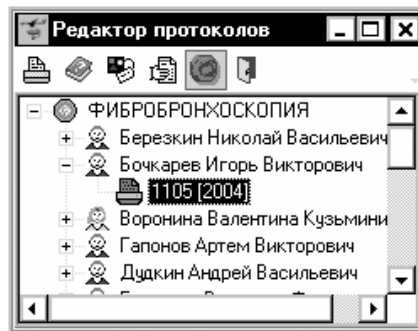 Редактор протоколов
ФИБРОБРОНХОСКОПИЯ
Березкин Николай Васильевич
Бочкарев Игорь Викторович
1105 [2004]
Воронина Валентина Кузьмини
Гапонов Артем Викторович
Дудкин Андрей Васильевич